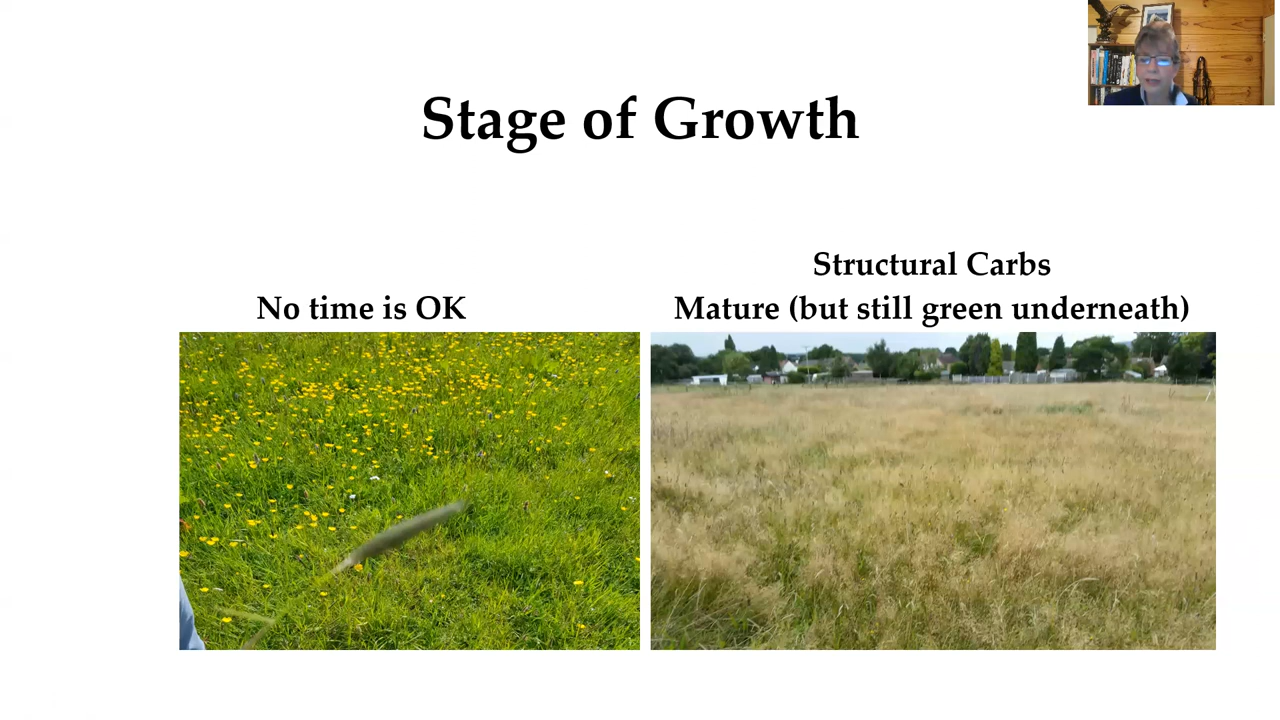 Stage of Growth
No time is OK
Structural Carbs
Mature (but still green underneath)